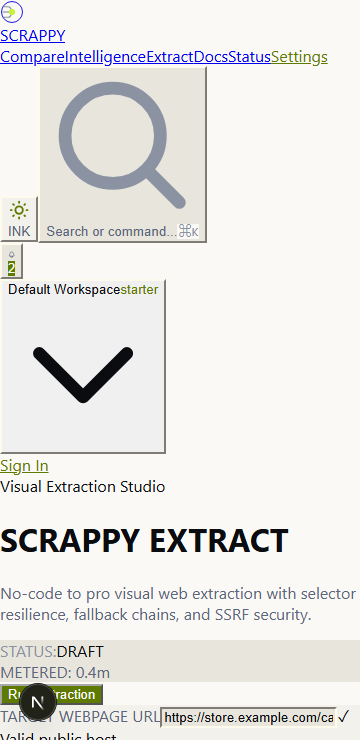 SCRAPPY
CompareIntelligenceExtractDocsStatusSettings
INK
Search or command...⌘K
2
Default Workspacestarter
Sign In
Visual Extraction Studio
SCRAPPY EXTRACT
No-code to pro visual web extraction with selector
resilience, fallback chains, and SSRF security.
STATUS:DRAFT
METERED: 0.4m
N
TARGET WEBPAGE URL https://store.example.com/ca ✓
Valid public host